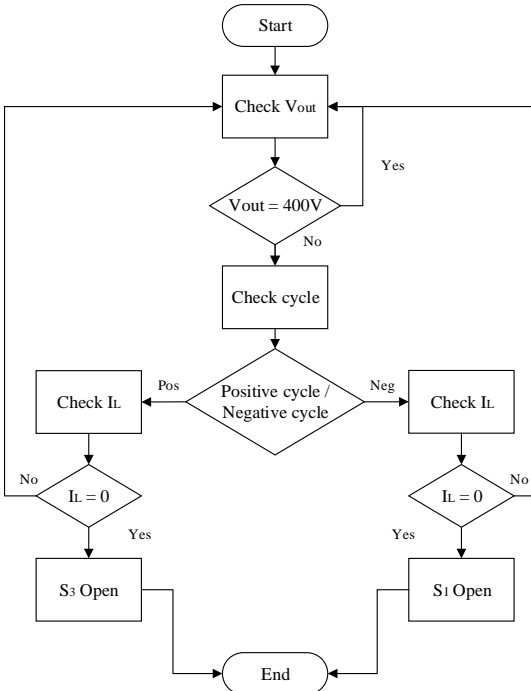 Start
Check Vout
Yes
Vout = 400V
No
Check cycle
Pos
Positive cycle /
Negative cycle
Neg
Check IL
Check IL
No
IL = 0
IL = 0
No
Yes
Yes
S3 Open
S1 Open
End